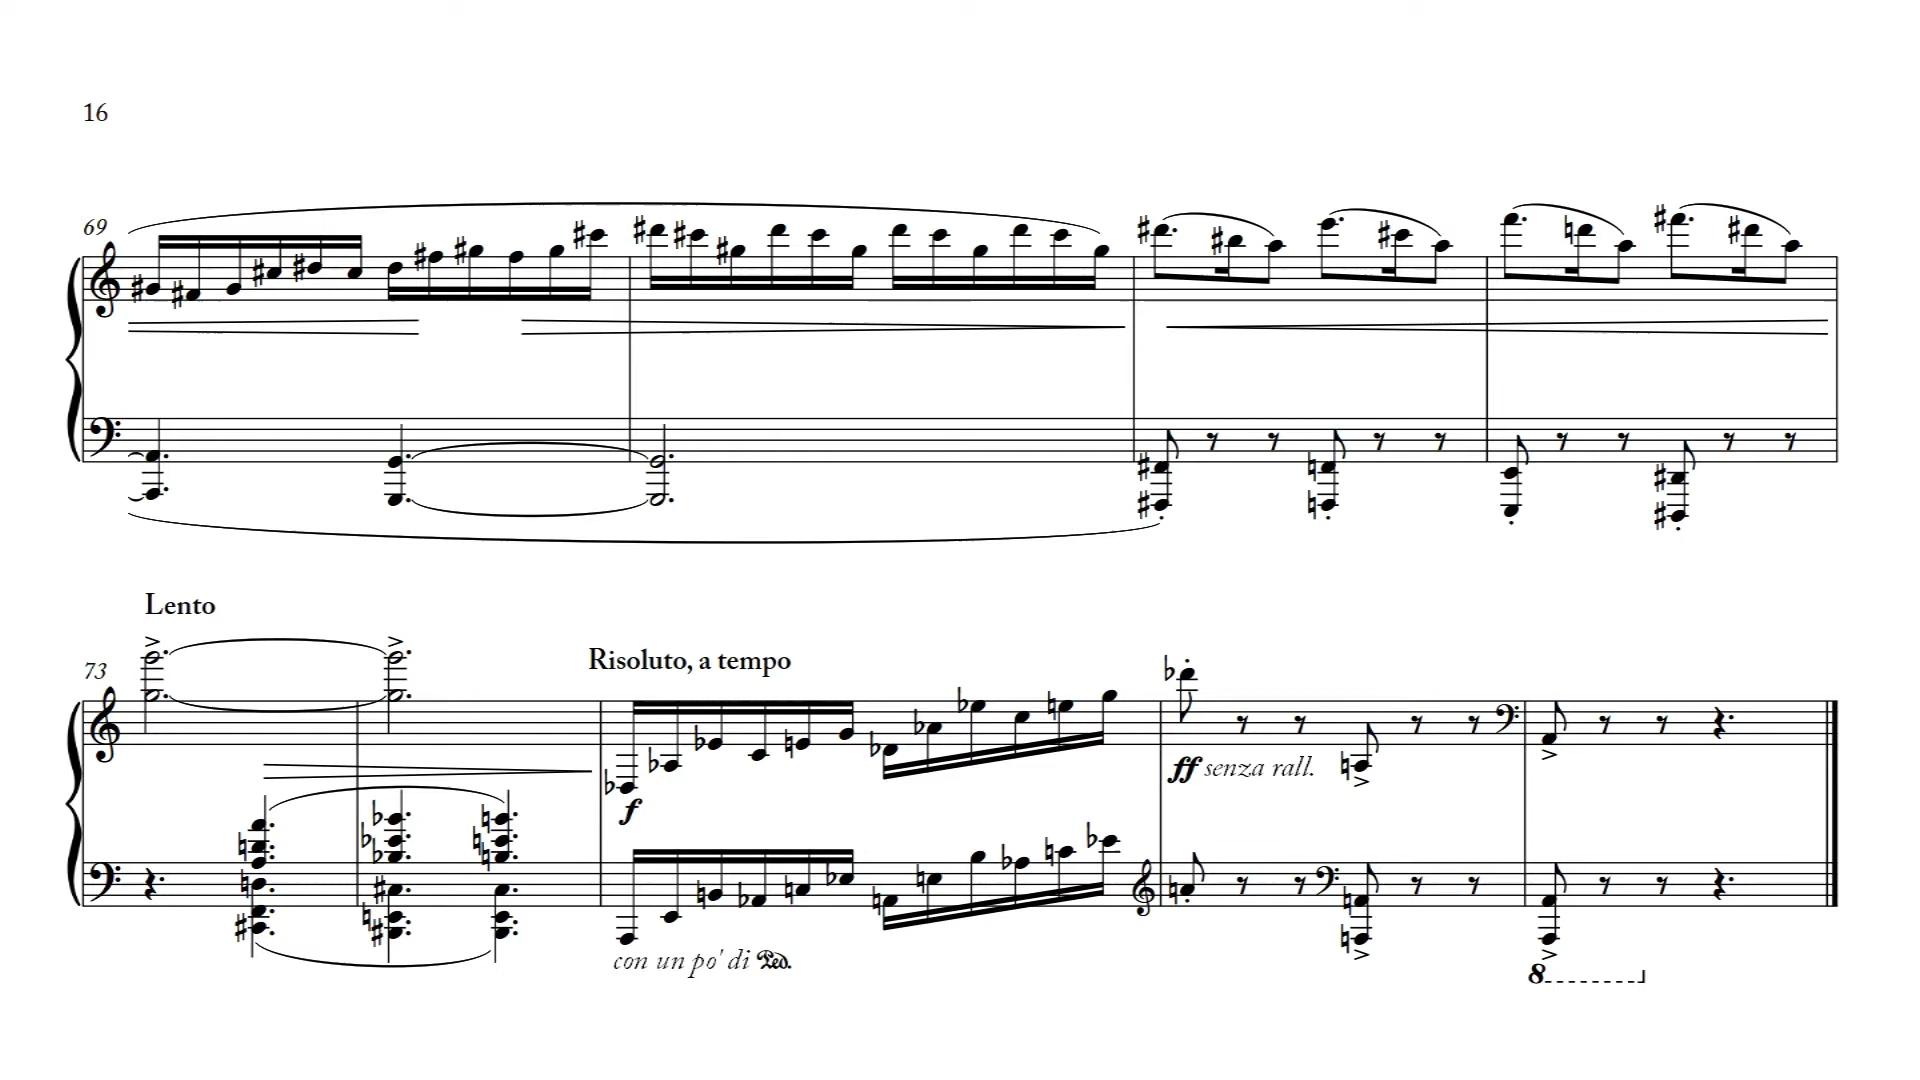 16
69
Lento
73
Risoluto, a tempo
f
ff senza rall.
con un po' di Ped.
8